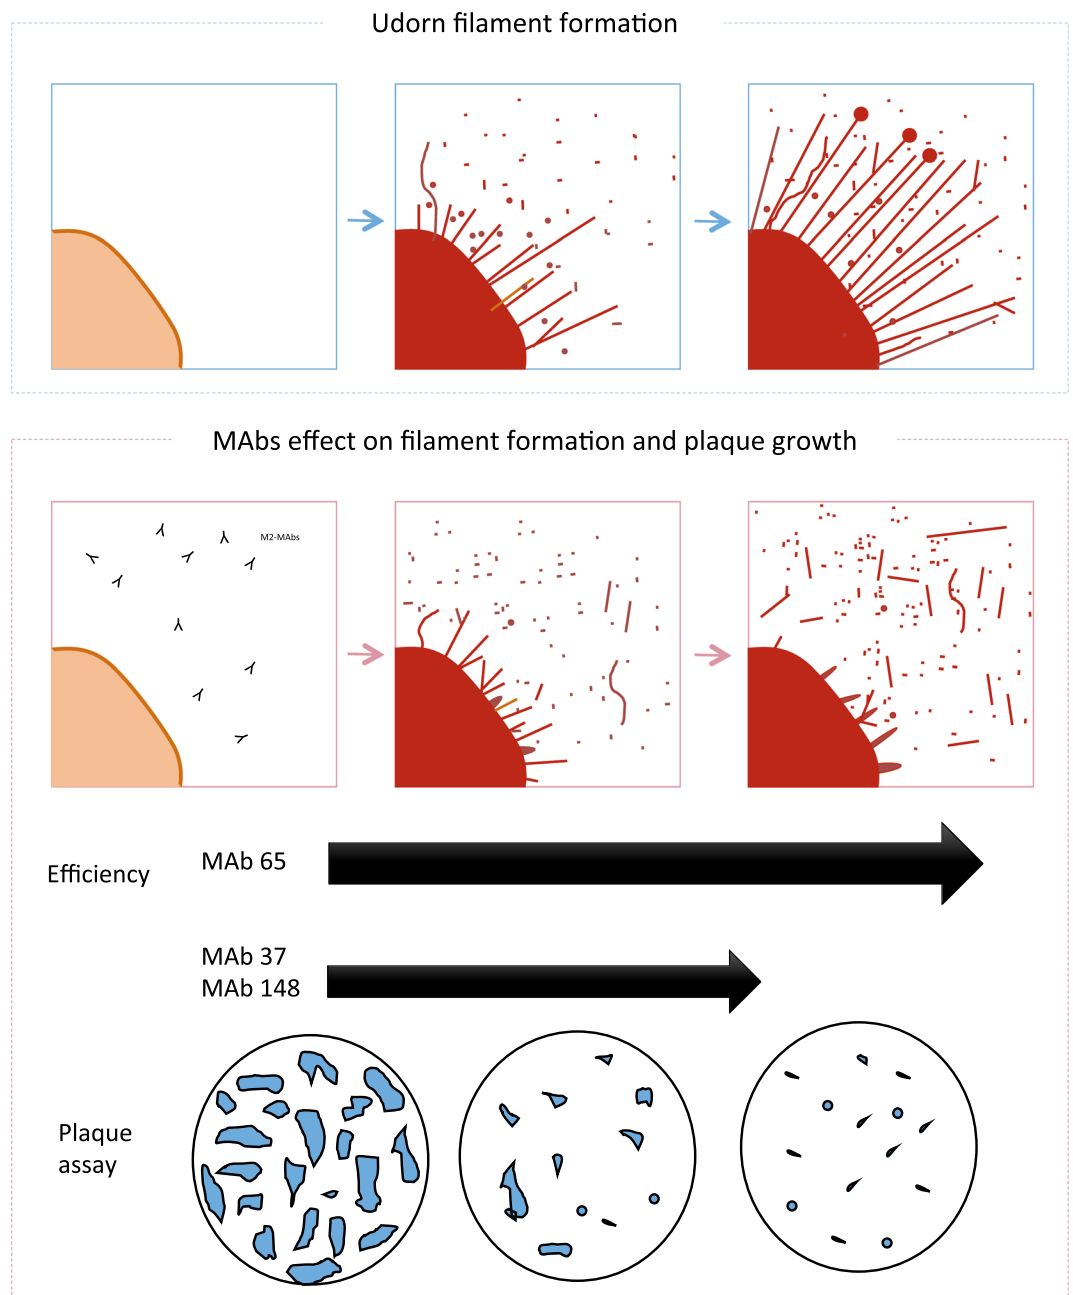 Udorn filament formation
MAbs effect on filament formation and plaque growth
M2-MAbs
Efficiency
MAb 65
MAb 37
MAb 148
Plaque
assay